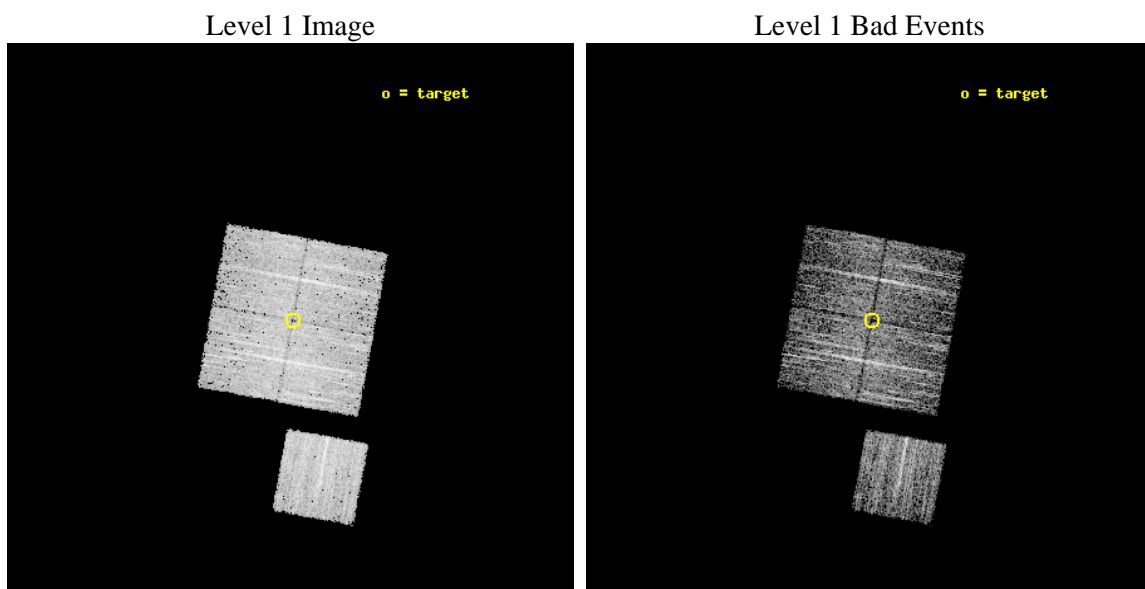 Level 1 Image
Level 1 Bad Events
o = target
o = target